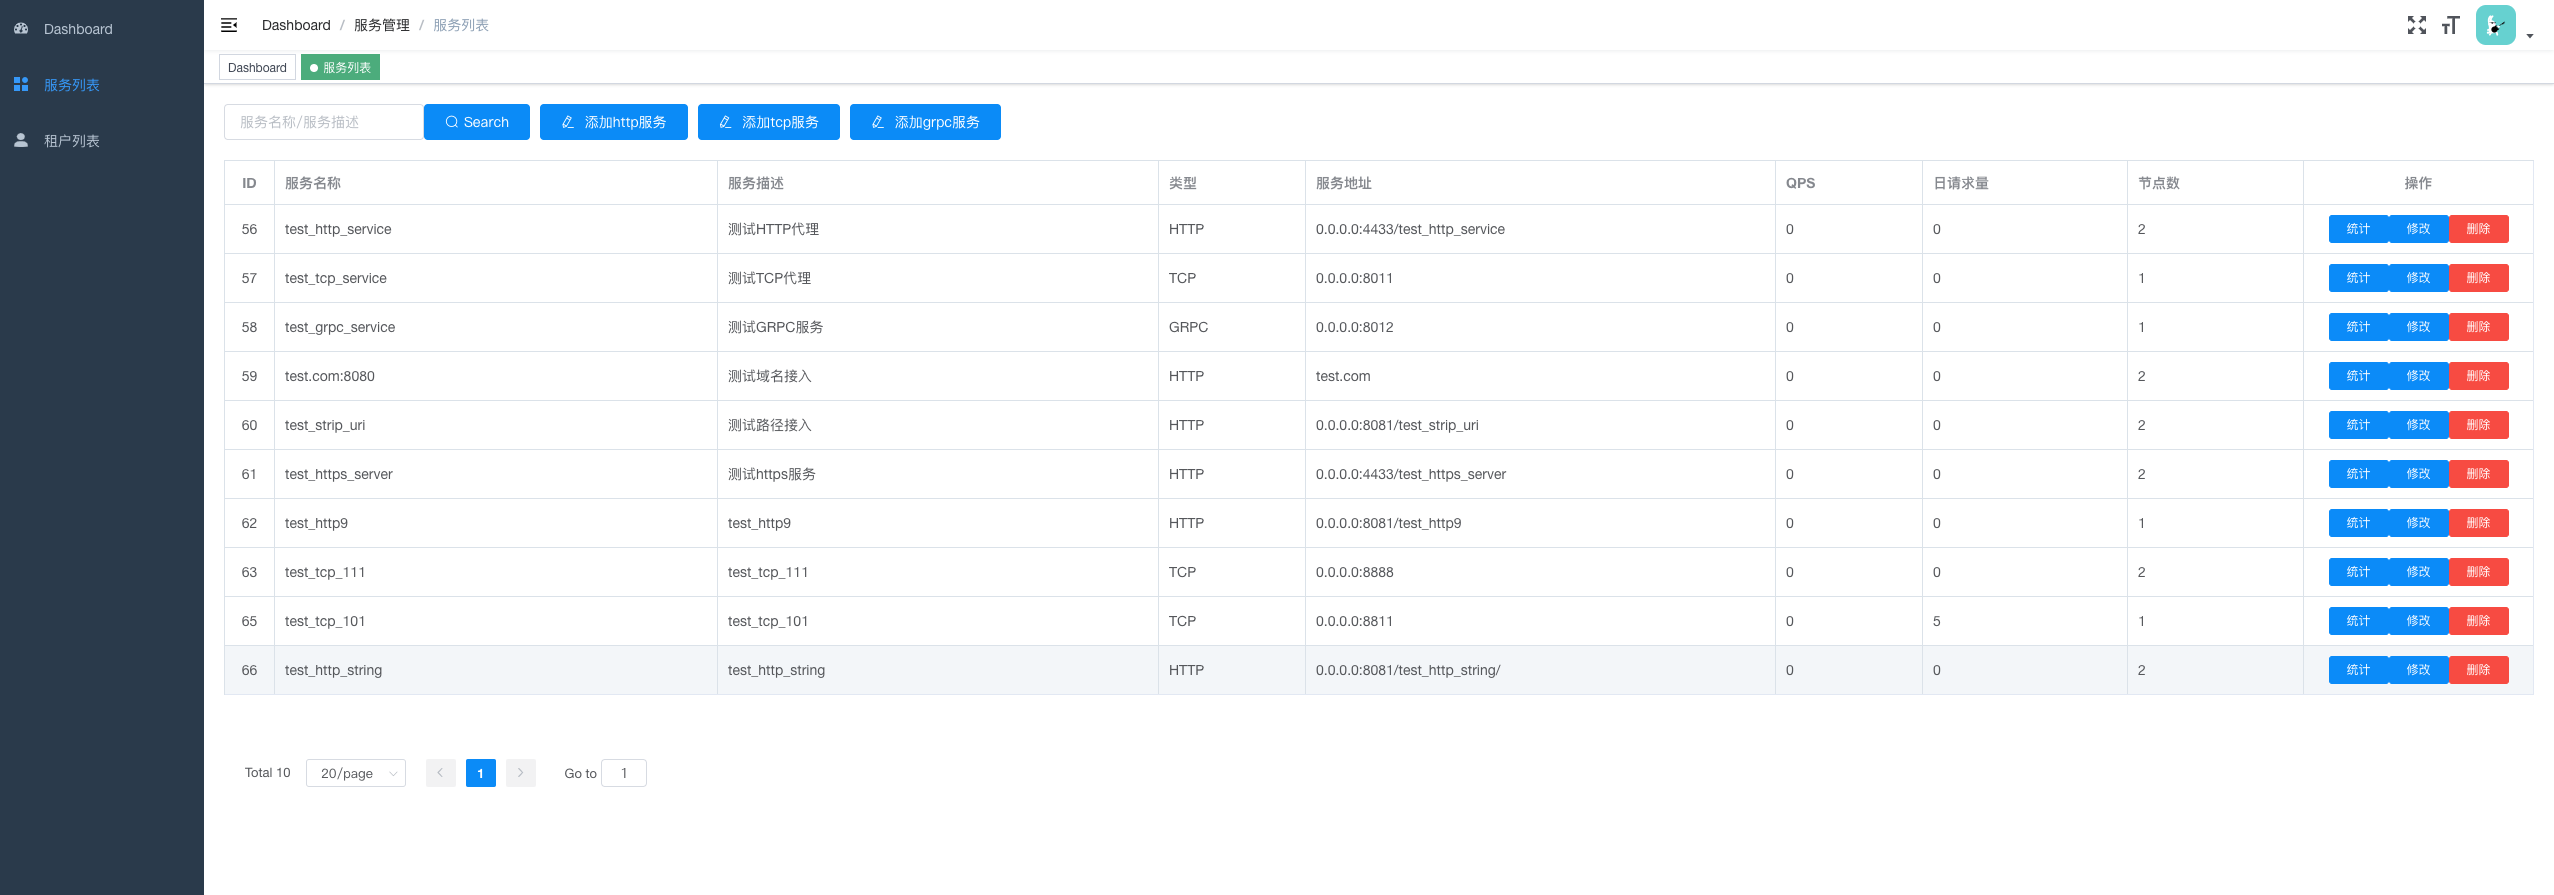 Dashboard
服务列表
租户列表
Dashboard / 服务管理 / 服务列表
Dashboard 服务列表
服务名称/服务描述 Search 添加http服务 添加tcp服务 添加grpc服务
ID 服务名称 服务描述 类型 服务地址 QPS 日请求量 节点数 操作
56 test_http_service 测试HTTP代理 HTTP 0.0.0.0:4433/test_http_service 0 0 2 统计 修改 删除
57 test_tcp_service 测试TCP代理 TCP 0.0.0.0:8011 0 0 1 统计 修改 删除
58 test_grpc_service 测试GRPC服务 GRPC 0.0.0.0:8012 0 0 1 统计 修改 删除
59 test.com:8080 测试域名接入 HTTP test.com 0 0 2 统计 修改 删除
60 test_strip_uri 测试路径接入 HTTP 0.0.0.0:8081/test_strip_uri 0 0 2 统计 修改 删除
61 test_https_server 测试https服务 HTTP 0.0.0.0:4433/test_https_server 0 0 2 统计 修改 删除
62 test_http9 test_http9 HTTP 0.0.0.0:8081/test_http9 0 0 1 统计 修改 删除
63 test_tcp_111 test_tcp_111 TCP 0.0.0.0:8888 0 0 2 统计 修改 删除
65 test_tcp_101 test_tcp_101 TCP 0.0.0.0:8811 0 5 1 统计 修改 删除
66 test_http_string test_http_string HTTP 0.0.0.0:8081/test_http_string/ 0 0 2 统计 修改 删除
Total 10 20/page 1 Go to 1